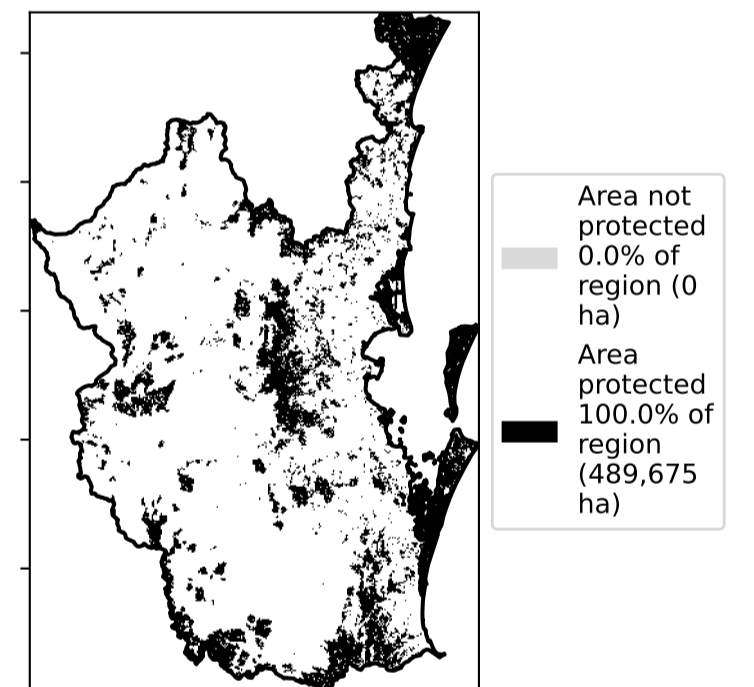 Area not
protected
0.0% of
region (0
ha)
Area
protected
100.0% of
region
(489,675
ha)